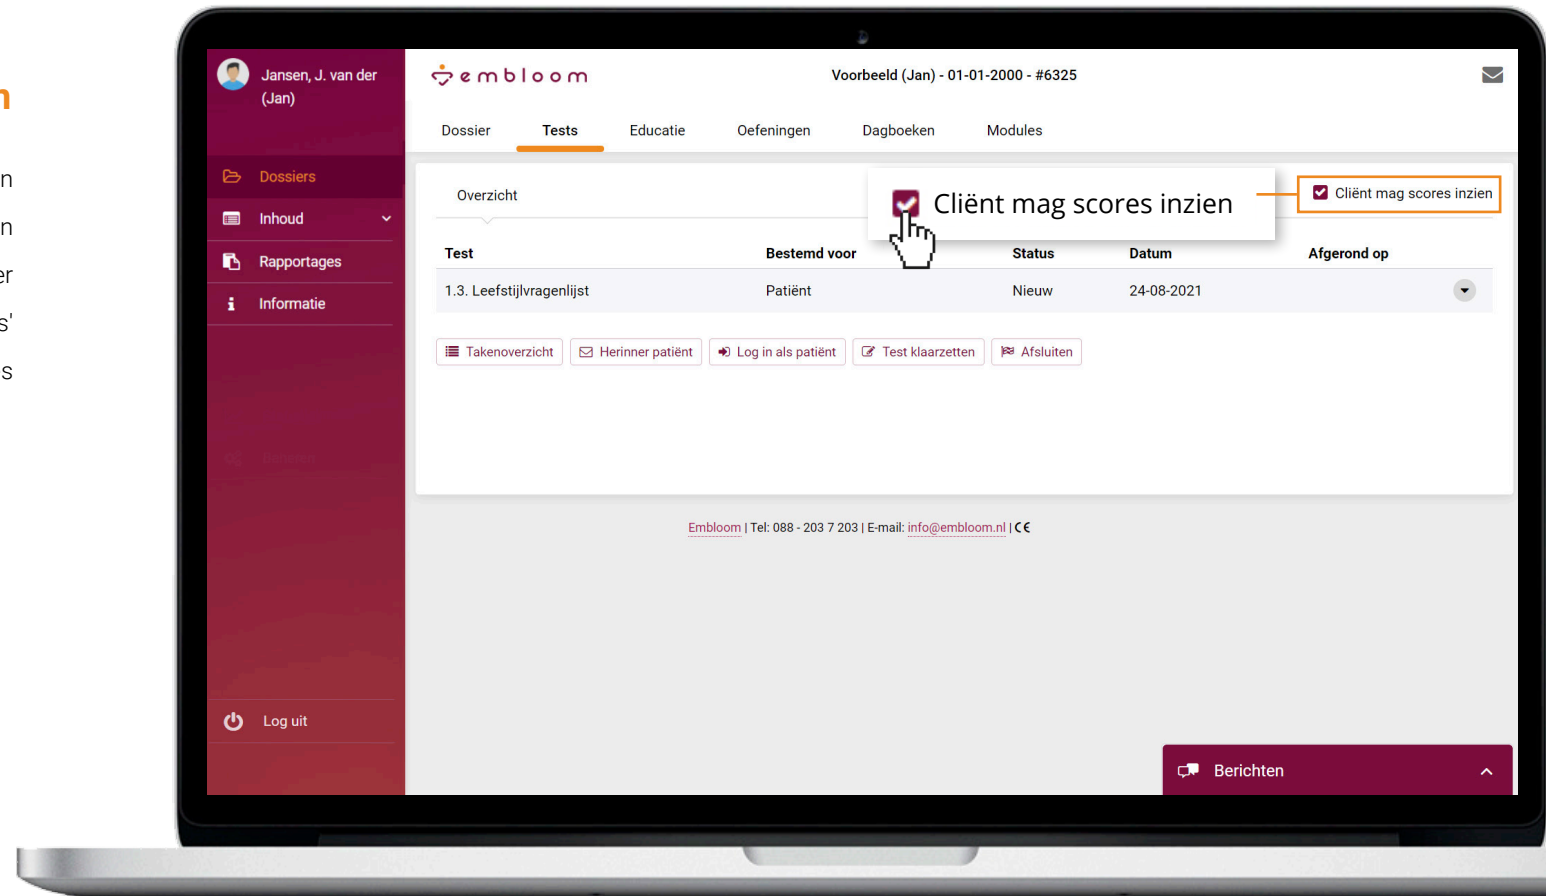 Jansen, J. van der
(Jan)
embloom
Voorbeeld (Jan) - 01-01-2000 - #6325
Dossier Tests Educatie Oefeningen Dagboeken Modules
Dossiers
Inhoud
Rapportages
Informatie
Log uit
Overzicht
Cliënt mag scores inzien
Cliënt mag scores inzien
Test Bestemd voor Status Datum Afgerond op
1.3. Leefstijlvragenlijst Patiënt Nieuw 24-08-2021
Takenoverzicht Herinner patiënt Log in als patiënt Test klaarzetten Afsluiten
Embloom | Tel: 088 - 203 7 203 | E-mail: info@embloom.nl | C€
Berichten